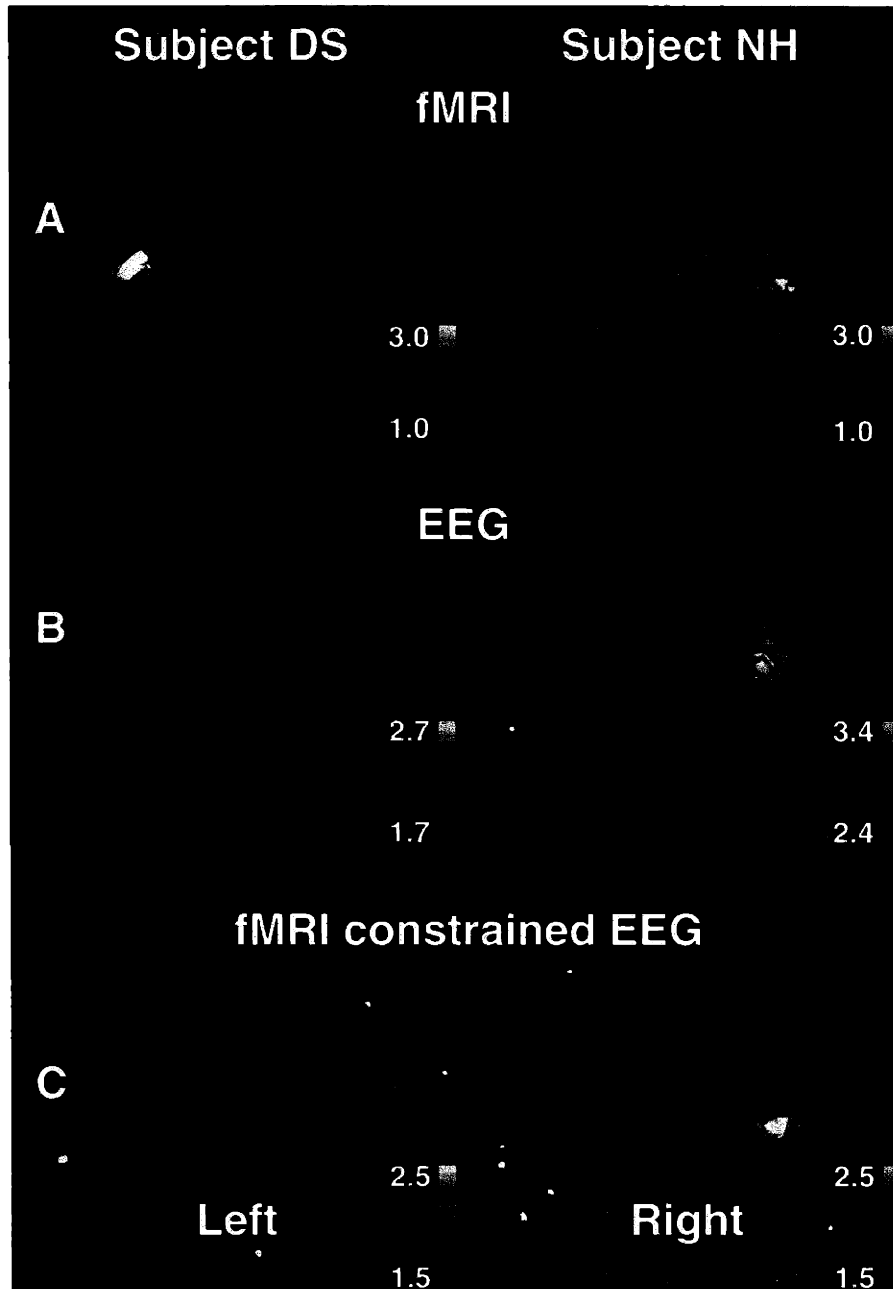 Subject DS Subject NH
fMRI
A
3.0 3.0
1.0 1.0
EEG
B
2.7 3.4
1.7 2.4
fMRI constrained EEG
C
2.5 2.5
Left Right
1.5 1.5